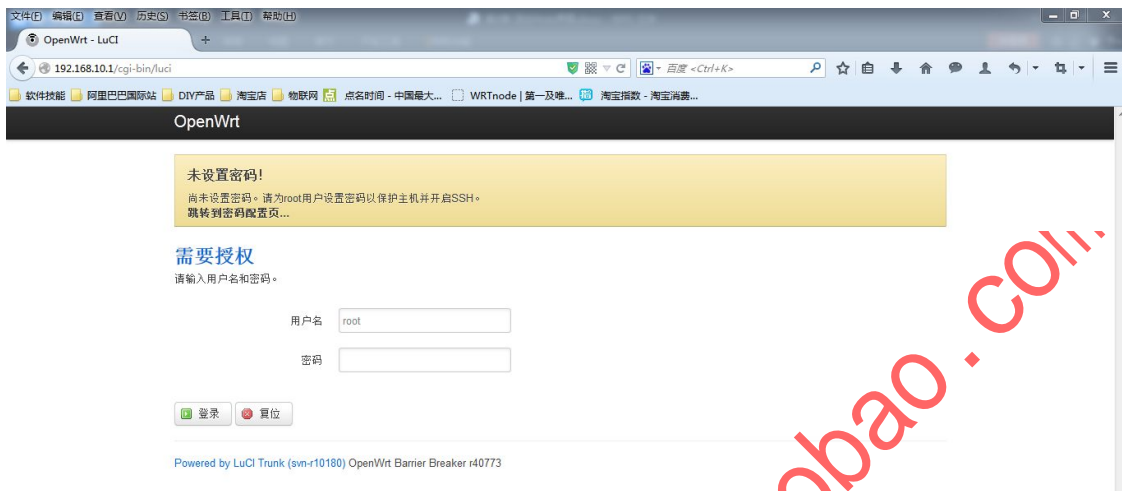 文件(F) 编辑(E) 查看(V) 历史(S) 书签(B) 工具(T) 帮助(H)
OpenWrt - LuCI
192.168.10.1/cgi-bin/luci
百度 <Ctrl+K>
软件技能 阿里巴巴国际站 DIY产品 淘宝店 物联网 点名时间 - 中国最大... WRTnode | 第一及唯... 淘宝指数 - 淘宝消费...
OpenWrt
未设置密码!
尚未设置密码。请为root用户设置密码以保护主机并开启SSH。
跳转到密码配置页...
需要授权
请输入用户名和密码。
用户名 root
密码
登录 复位
Powered by LuCI Trunk (svn-r10180) OpenWrt Barrier Breaker r40773
obao.com